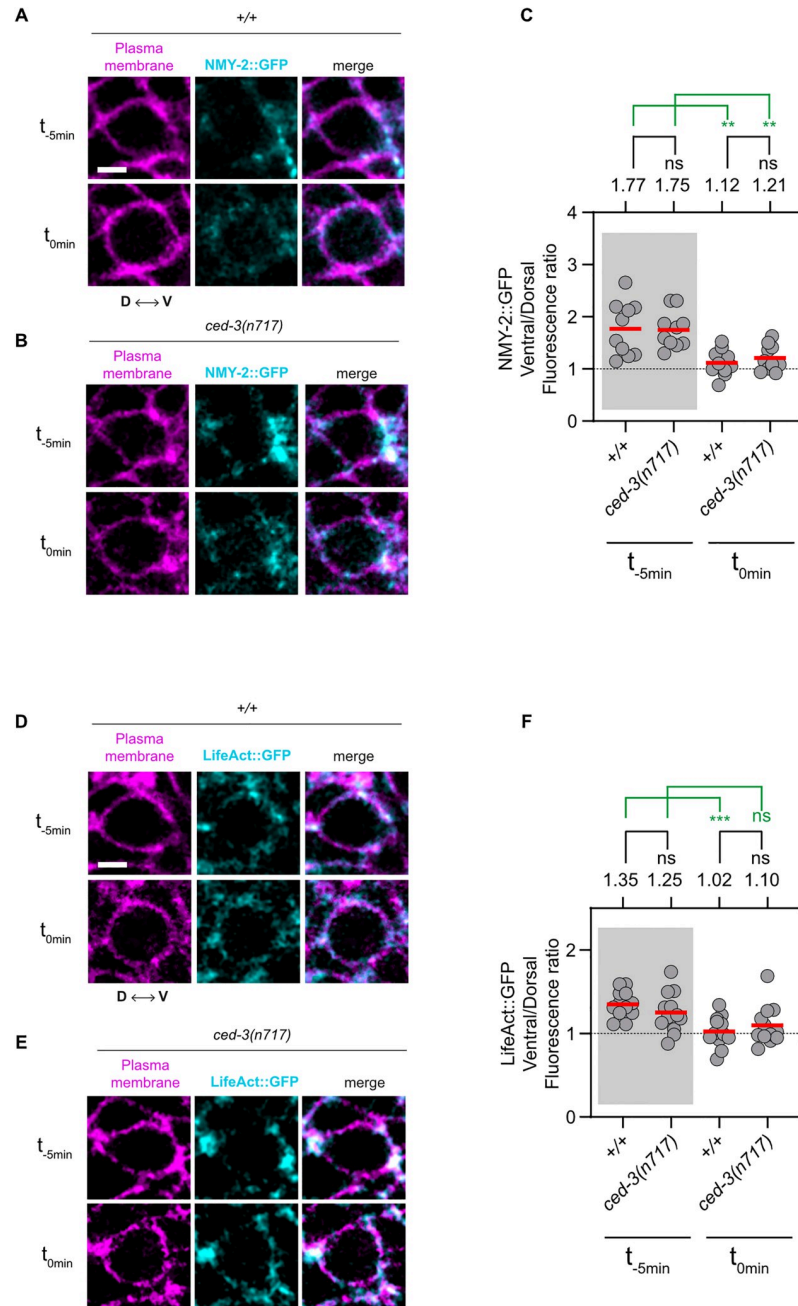 A
+/+
Plasma
membrane
NMY-2::GFP
merge
t-5min
t0min
D ⟷ V
B
ced-3(n717)
Plasma
membrane
NMY-2::GFP
merge
t-5min
t0min
C
** **
ns ns
1.77 1.75 1.12 1.21
4
3
2
1
0
NMY-2::GFP
Ventral/Dorsal
Fluorescence ratio
+/+
ced-3(n717)
+/+
ced-3(n717)
t-5min
t0min
D
+/+
Plasma
membrane
LifeAct::GFP
merge
t-5min
t0min
D ⟷ V
E
ced-3(n717)
Plasma
membrane
LifeAct::GFP
merge
t-5min
t0min
F
*** ns
ns ns
1.35 1.25 1.02 1.10
2
1
0
LifeAct::GFP
Ventral/Dorsal
Fluorescence ratio
+/+
ced-3(n717)
+/+
ced-3(n717)
t-5min
t0min